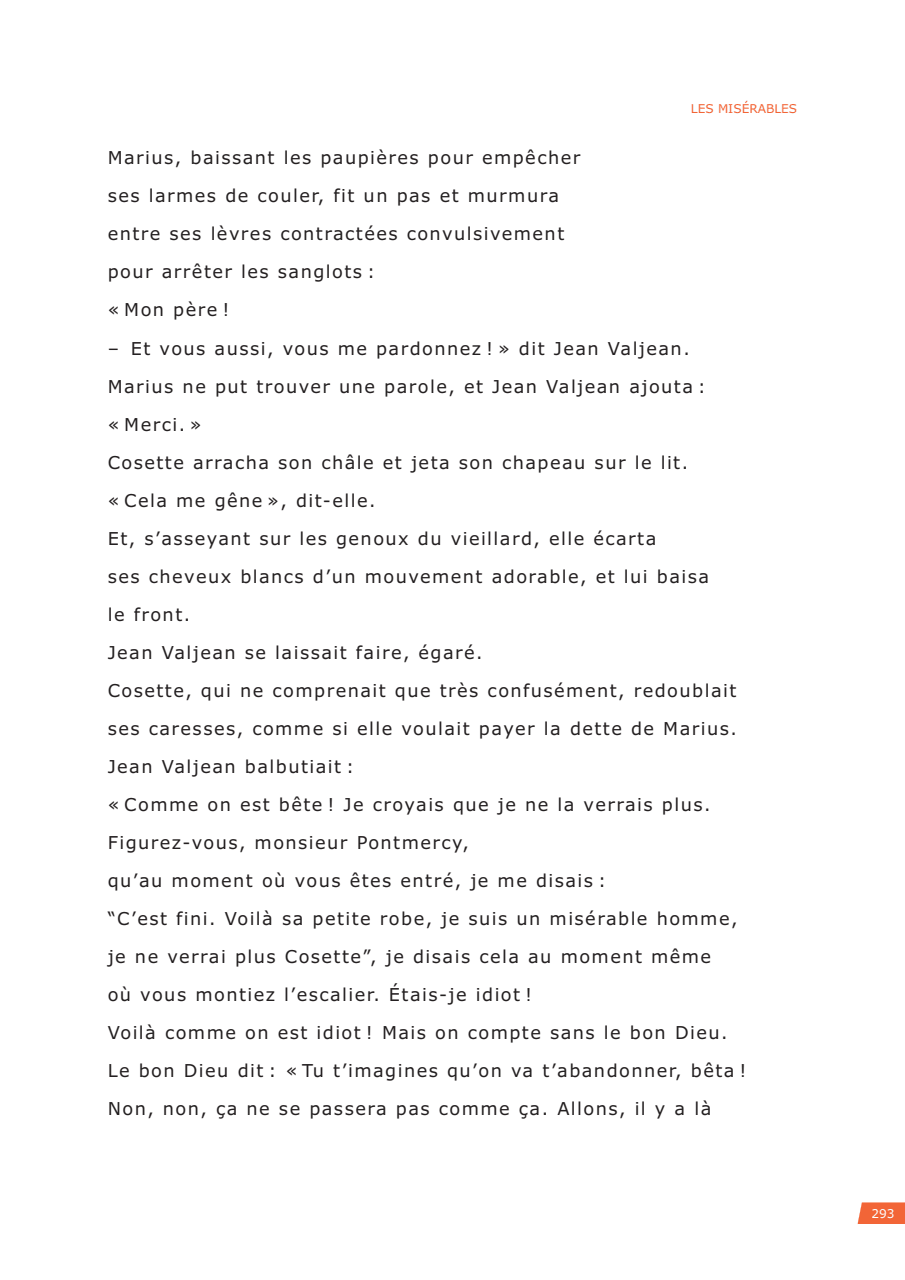 LES MISÉRABLES
Marius, baissant les paupières pour empêcher
ses larmes de couler, fit un pas et murmura
entre ses lèvres contractées convulsivement
pour arrêter les sanglots :
« Mon père !
– Et vous aussi, vous me pardonnez ! » dit Jean Valjean.
Marius ne put trouver une parole, et Jean Valjean ajouta :
« Merci. »
Cosette arracha son châle et jeta son chapeau sur le lit.
« Cela me gêne », dit-elle.
Et, s’asseyant sur les genoux du vieillard, elle écarta
ses cheveux blancs d’un mouvement adorable, et lui baisa
le front.
Jean Valjean se laissait faire, égaré.
Cosette, qui ne comprenait que très confusément, redoublait
ses caresses, comme si elle voulait payer la dette de Marius.
Jean Valjean balbutiait :
« Comme on est bête ! Je croyais que je ne la verrais plus.
Figurez-vous, monsieur Pontmercy,
qu’au moment où vous êtes entré, je me disais :
“C’est fini. Voilà sa petite robe, je suis un misérable homme,
je ne verrai plus Cosette”, je disais cela au moment même
où vous montiez l’escalier. Étais-je idiot !
Voilà comme on est idiot ! Mais on compte sans le bon Dieu.
Le bon Dieu dit : « Tu t’imagines qu’on va t’abandonner, bêta !
Non, non, ça ne se passera pas comme ça. Allons, il y a là
293